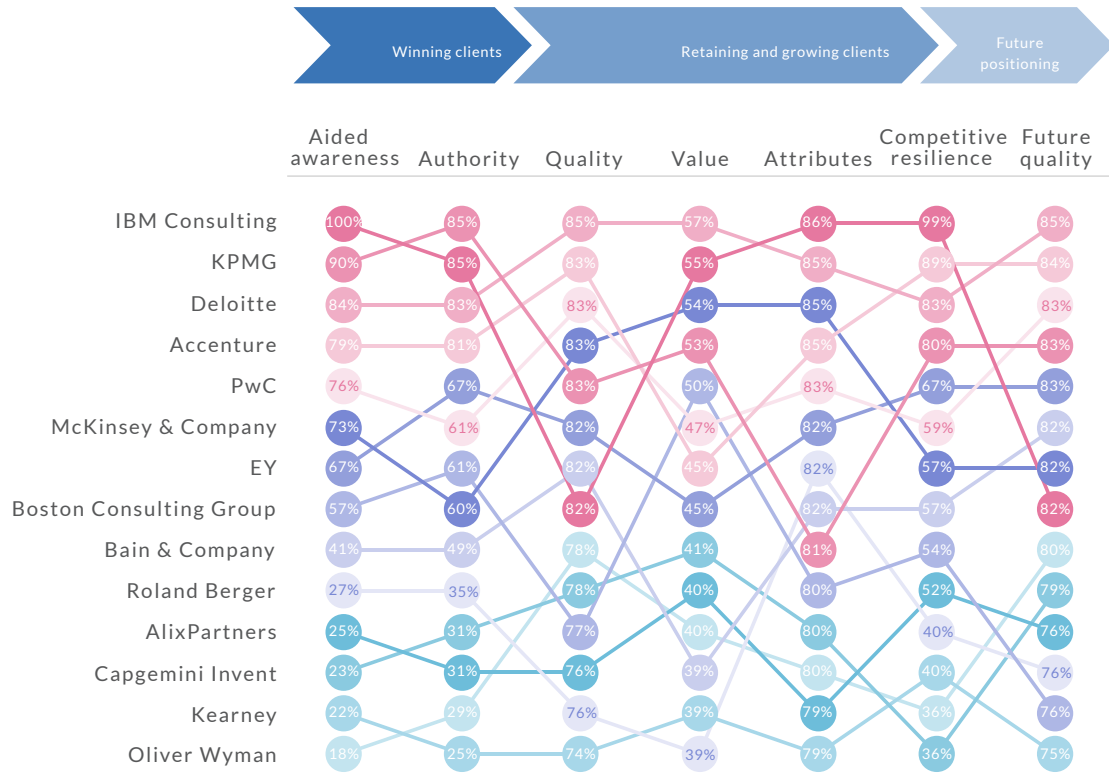 Winning clients
Retaining and growing clients
Future
positioning
Aided
awareness
Authority
Quality
Value
Attributes
Competitive
resilience
Future
quality
IBM Consulting 100% 85% 85% 57% 86% 99% 85%
KPMG 90% 85% 83% 55% 85% 89% 84%
Deloitte 84% 83% 83% 54% 85% 83% 83%
Accenture 79% 81% 83% 53% 85% 80% 83%
PwC 76% 67% 83% 50% 83% 67% 83%
McKinsey & Company 73% 61% 82% 47% 82% 59% 82%
EY 67% 61% 82% 45% 82% 57% 82%
Boston Consulting Group 57% 60% 82% 45% 82% 57% 82%
Bain & Company 41% 49% 78% 41% 81% 54% 80%
Roland Berger 27% 35% 78% 40% 80% 52% 79%
AlixPartners 25% 31% 77% 40% 80% 40% 76%
Capgemini Invent 23% 31% 76% 39% 80% 40% 76%
Kearney 22% 29% 76% 39% 79% 36% 76%
Oliver Wyman 18% 25% 74% 39% 79% 36% 75%